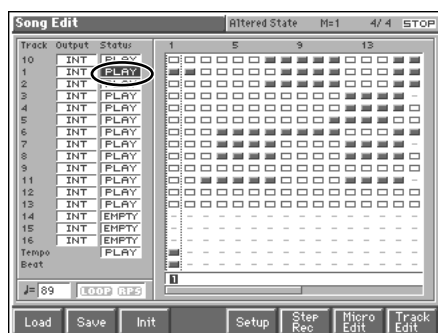 Song Edit Altered State M=1 4/ 4 STOP
Track Output Status 1 5 9 13
10 INT PLAY
1 INT PLAY
2 INT PLAY
3 INT PLAY
4 INT PLAY
5 INT PLAY
6 INT PLAY
7 INT PLAY
8 INT PLAY
9 INT PLAY
11 INT PLAY
12 INT PLAY
13 INT PLAY
14 INT EMPTY
15 INT EMPTY
16 INT EMPTY
Tempo PLAY
Beat
1
♩= 89 LOOP RPS
Load Save Init Setup Step Rec Micro Edit Track Edit